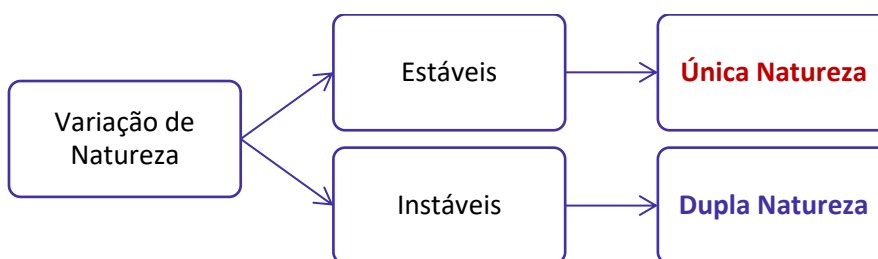 Variação de
Natureza
Estáveis
Única Natureza
Instáveis
Dupla Natureza